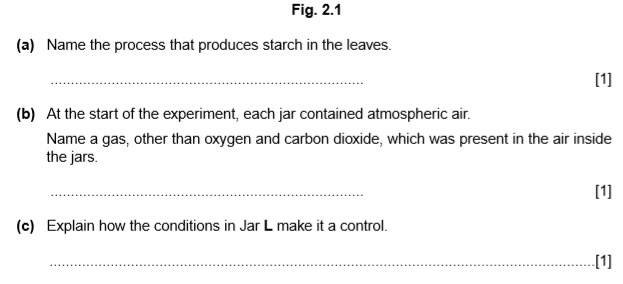 Fig. 2.1
(a) Name the process that produces starch in the leaves.
.......................................................................... [1]
(b) At the start of the experiment, each jar contained atmospheric air.
Name a gas, other than oxygen and carbon dioxide, which was present in the air inside
the jars.
.......................................................................... [1]
(c) Explain how the conditions in Jar L make it a control.
..................................................................................................................................[1]